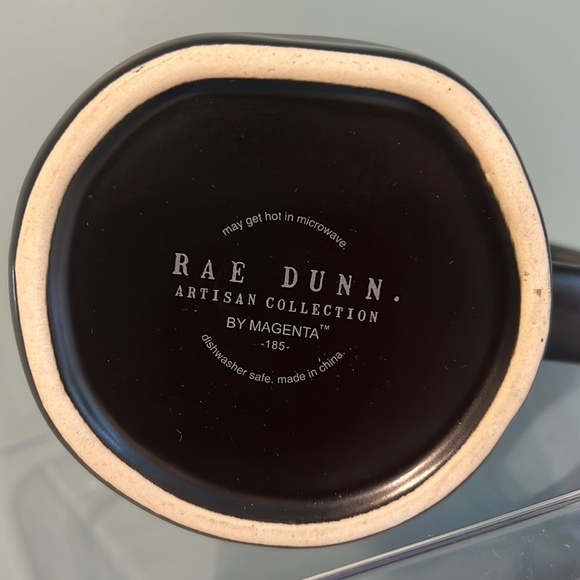 may get hot in microwave.
RAE DUNN.
ARTISAN COLLECTION
BY MAGENTA™
-185-
dishwasher safe. made in china.